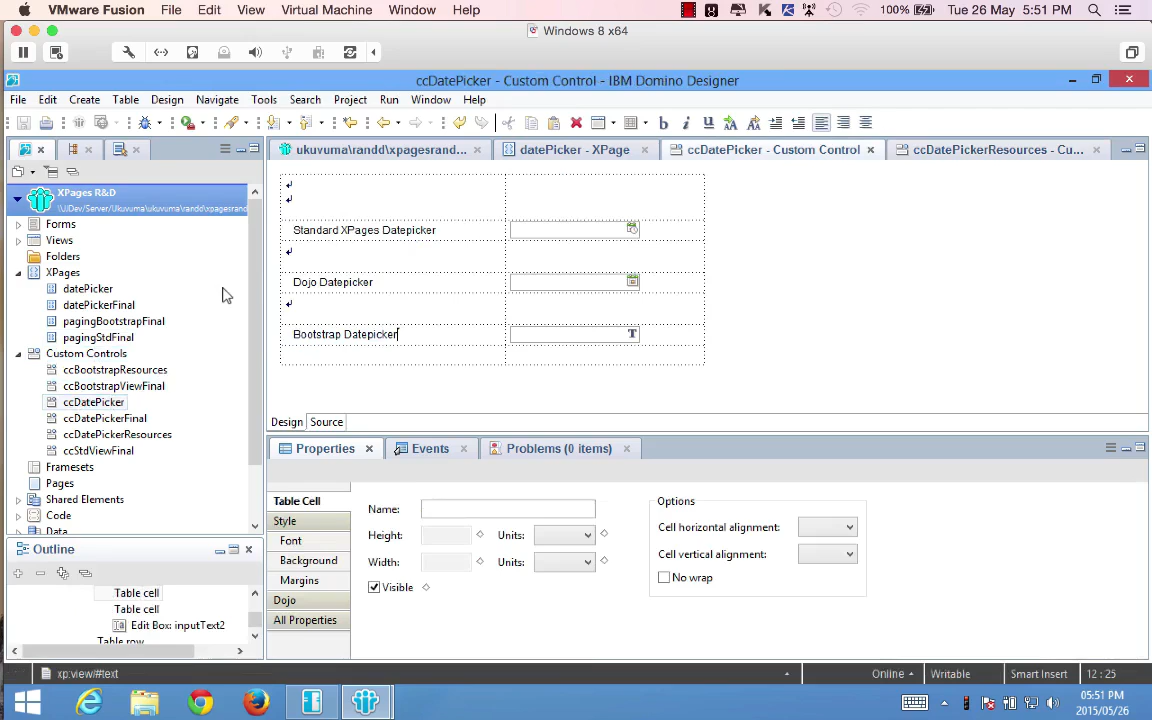 VMware Fusion File Edit View Virtual Machine Window Help 100% Tue 26 May 5:51 PM
Windows 8 x64
ccDatePicker - Custom Control - IBM Domino Designer
File Edit Create Table Design Navigate Tools Search Project Run Window Help
ukuvuma\randd\xpagesrand... datePicker - XPage ccDatePicker - Custom Control ccDatePickerResources - Cu...
XPages R&D
Forms
Views
Folders
XPages
datePicker
datePickerFinal
pagingBootstrapFinal
pagingStdFinal
Custom Controls
ccBootstrapResources
ccBootstrapViewFinal
ccDatePicker
ccDatePickerFinal
ccDatePickerResources
ccStdViewFinal
Framesets
Pages
Shared Elements
Code
Data
Standard XPages Datepicker
Dojo Datepicker
Bootstrap Datepicker T
Design Source
Properties Events Problems (0 items)
Table Cell
Style
Font
Background
Margins
Dojo
All Properties
Name:
Height: Units:
Width: Units:
Visible
Options
Cell horizontal alignment:
Cell vertical alignment:
No wrap
Outline
Table cell
Table cell
Edit Box: inputText2
Table row
xp:view/#text Online Writable Smart Insert 12 : 25
05:51 PM
2015/05/26